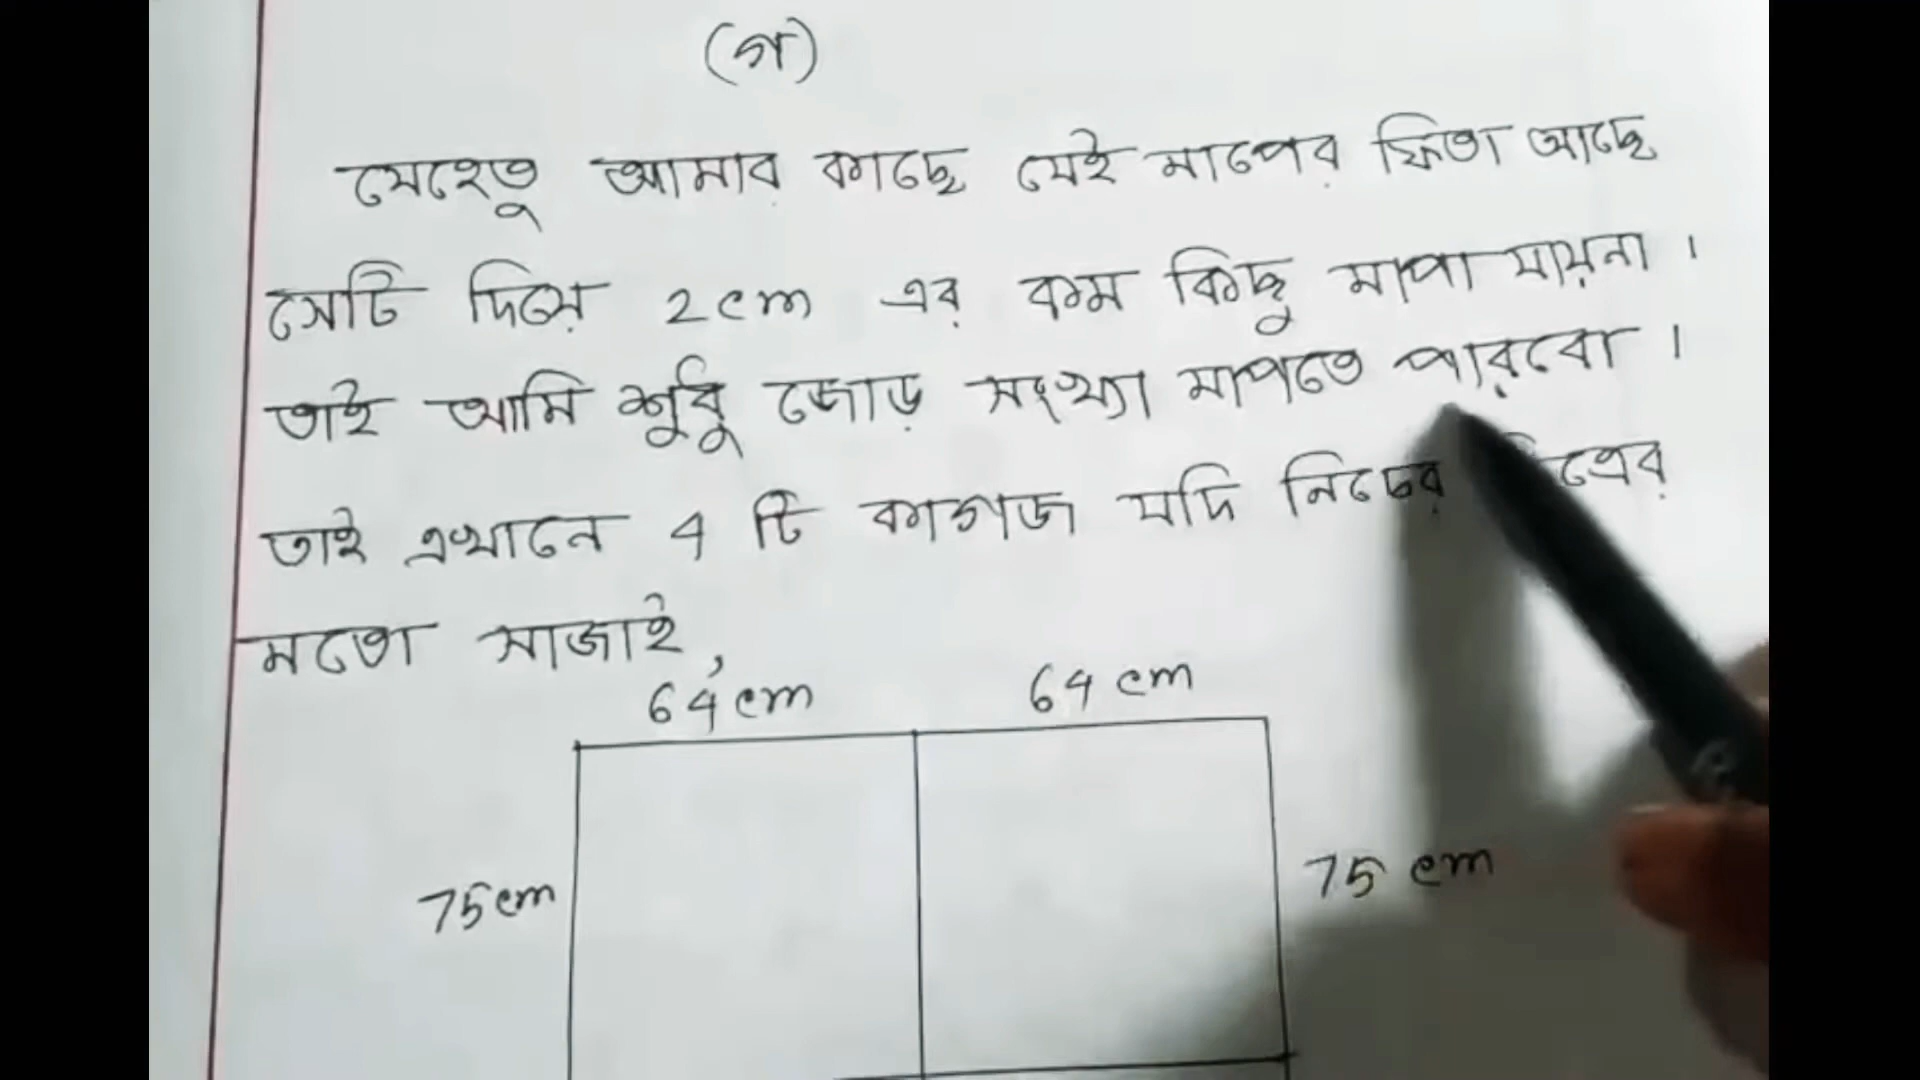 (গ)
যেহেতু আমার কাছে যেই মাপের ফিতা আছে
সেটি দিয়ে 2cm এর কম কিছু মাপা যায়না ।
তাই আমি শুধু জোড় সংখ্যা মাপতে পারবো ।
তাই এখানে 4 টি কাগজ যদি নিচের
মতো সাজাই,
64cm 64 cm
75cm 75 cm